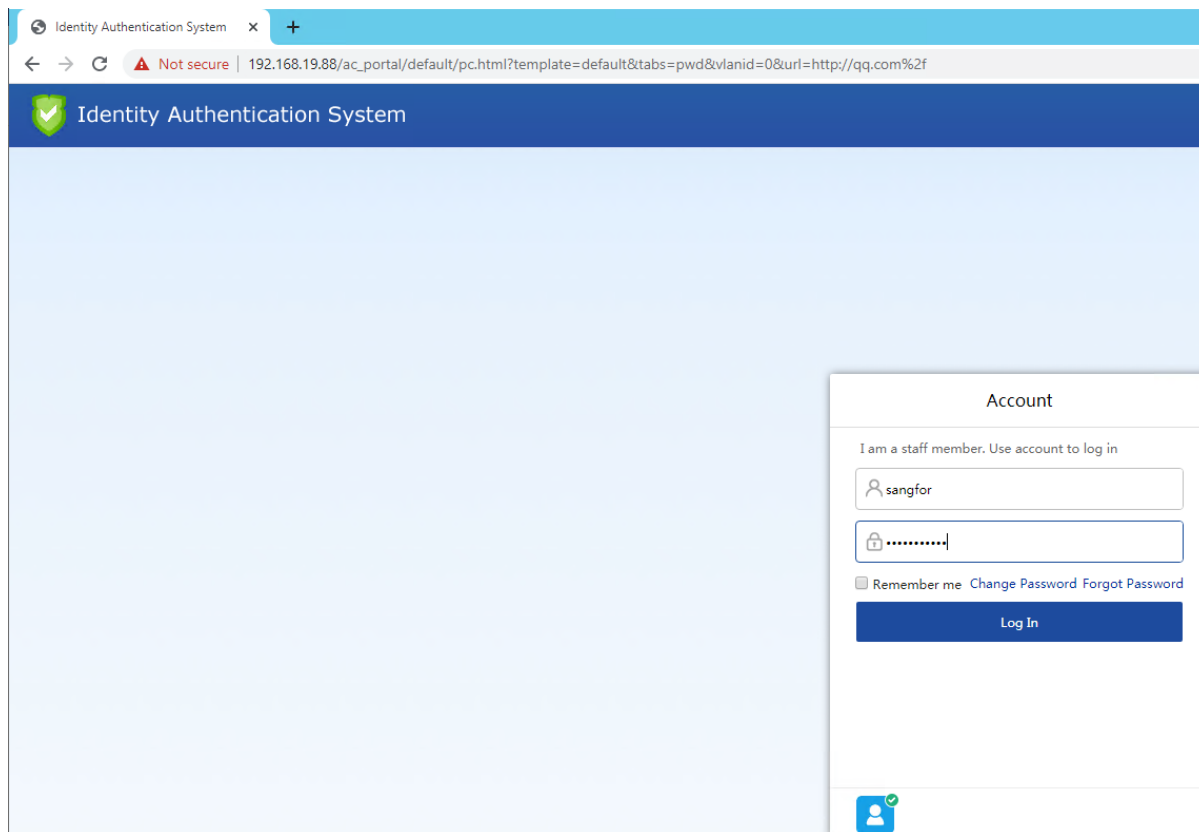 Identity Authentication System
Not secure 192.168.19.88/ac_portal/default/pc.html?template=default&tabs=pwd&vlanid=0&url=http://qq.com%2f
Identity Authentication System
Account
I am a staff member. Use account to log in
sangfor
•••••••••••
Remember me Change Password Forgot Password
Log In